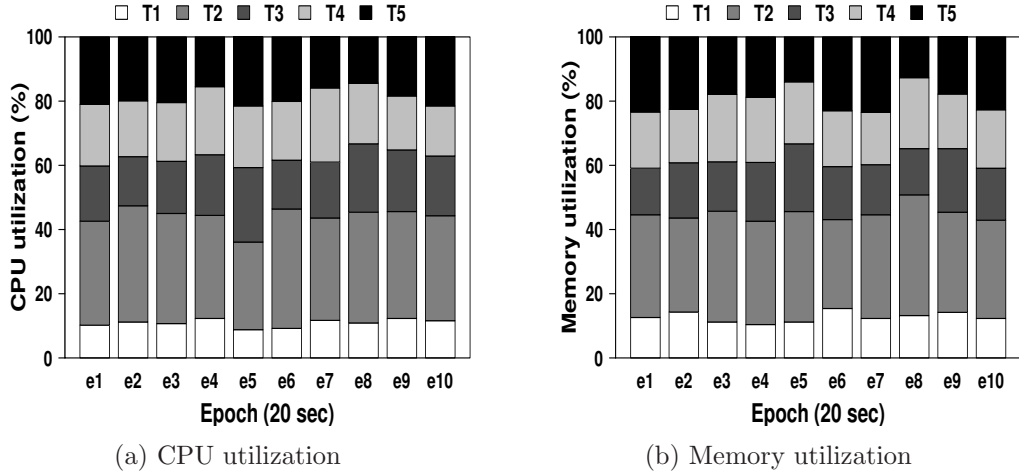 T1 T2 T3 T4 T5
CPU utilization (%)
100
80
60
40
20
0
e1 e2 e3 e4 e5 e6 e7 e8 e9 e10
Epoch (20 sec)
(a) CPU utilization
T1 T2 T3 T4 T5
Memory utilization (%)
100
80
60
40
20
0
e1 e2 e3 e4 e5 e6 e7 e8 e9 e10
Epoch (20 sec)
(b) Memory utilization